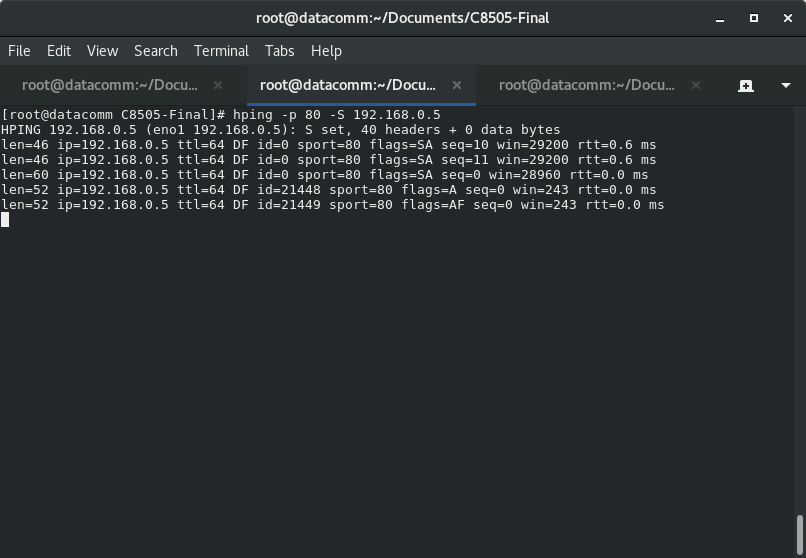 root@datacomm:~/Documents/C8505-Final
File Edit View Search Terminal Tabs Help
root@datacomm:~/Docu... root@datacomm:~/Docu... root@datacomm:~/Docu...
[root@datacomm C8505-Final]# hping -p 80 -S 192.168.0.5
HPING 192.168.0.5 (eno1 192.168.0.5): S set, 40 headers + 0 data bytes
len=46 ip=192.168.0.5 ttl=64 DF id=0 sport=80 flags=SA seq=10 win=29200 rtt=0.6 ms
len=46 ip=192.168.0.5 ttl=64 DF id=0 sport=80 flags=SA seq=11 win=29200 rtt=0.6 ms
len=60 ip=192.168.0.5 ttl=64 DF id=0 sport=80 flags=SA seq=0 win=28960 rtt=0.0 ms
len=52 ip=192.168.0.5 ttl=64 DF id=21448 sport=80 flags=A seq=0 win=243 rtt=0.0 ms
len=52 ip=192.168.0.5 ttl=64 DF id=21449 sport=80 flags=AF seq=0 win=243 rtt=0.0 ms